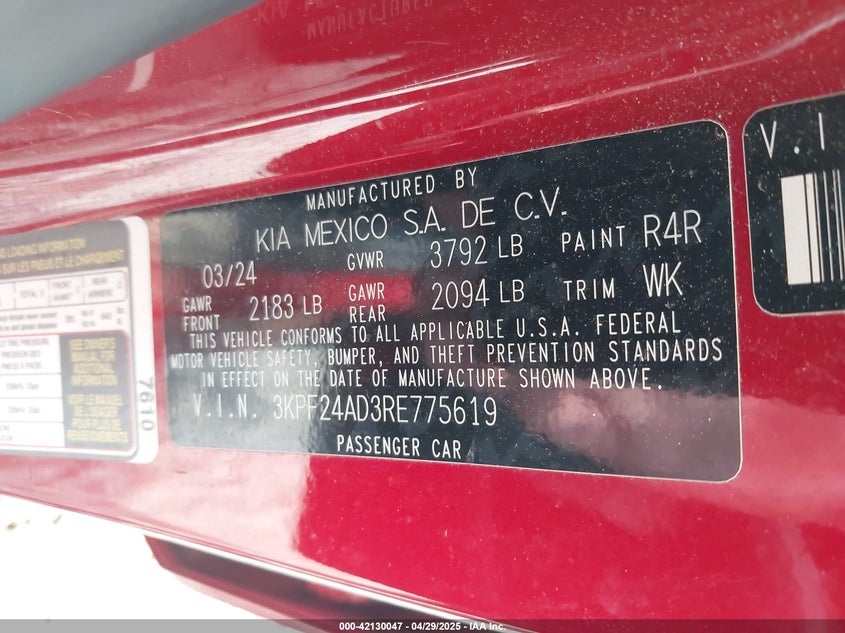 MANUFACTURED BY
KIA MEXICO S.A. DE C.V.
03/24 GVWR 3792 LB PAINT R4R
GAWR FRONT 2183 LB GAWR REAR 2094 LB TRIM WK
THIS VEHICLE CONFORMS TO ALL APPLICABLE U.S.A. FEDERAL
MOTOR VEHICLE SAFETY, BUMPER, AND THEFT PREVENTION STANDARDS
IN EFFECT ON THE DATE OF MANUFACTURE SHOWN ABOVE.
V.I.N. 3KPF24AD3RE775619
PASSENGER CAR
V.I
LOADING INFORMATION
SEE OWNER'S
MANUAL FOR
ADDITIONAL
INFORMATION
VOIR LE MANUEL
DE L'USAGER
POUR PLUS DE
RENSEIGNEMENTS
7610
000-42130047 - 04/29/2025 - IAA Inc.